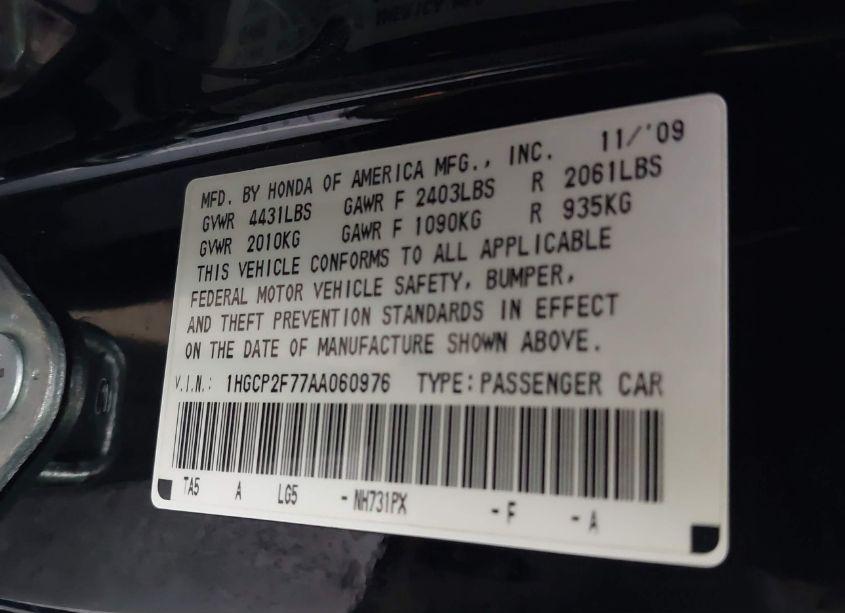 MFD. BY HONDA OF AMERICA MFG., INC. 11/'09
GVWR 4431LBS GAWR F 2403LBS R 2061LBS
GVWR 2010KG GAWR F 1090KG R 935KG
THIS VEHICLE CONFORMS TO ALL APPLICABLE
FEDERAL MOTOR VEHICLE SAFETY, BUMPER,
AND THEFT PREVENTION STANDARDS IN EFFECT
ON THE DATE OF MANUFACTURE SHOWN ABOVE.
V.I.N.: 1HGCP2F77AA060976 TYPE: PASSENGER CAR
TA5 A LG5 -NH731PX -F -A